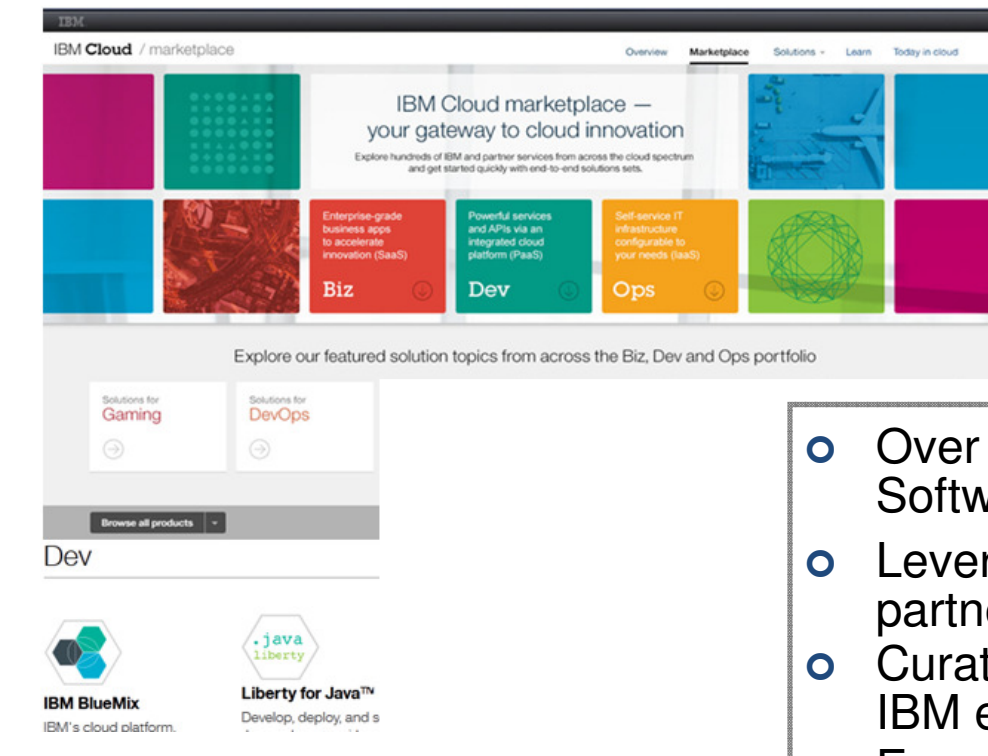 IBM
IBM Cloud / marketplace
Overview Marketplace Solutions Learn Today in cloud
IBM Cloud marketplace —
your gateway to cloud innovation
Explore hundreds of IBM and partner services from across the cloud spectrum
and get started quickly with end-to-end solutions sets.
Enterprise-grade
business apps
to accelerate
innovation (SaaS)
Biz
Powerful services
and APIs via an
integrated cloud
platform (PaaS)
Dev
Self-service IT
infrastructure
configurable to
your needs (IaaS)
Ops
Explore our featured solution topics from across the Biz, Dev and Ops portfolio
Solutions for
Gaming
Solutions for
DevOps
Browse all products
Dev
IBM BlueMix
IBM's cloud platform.
.java
liberty
Liberty for Java™
Develop, deploy, and s
Over
Softw
Lever
partne
Curat
IBM e